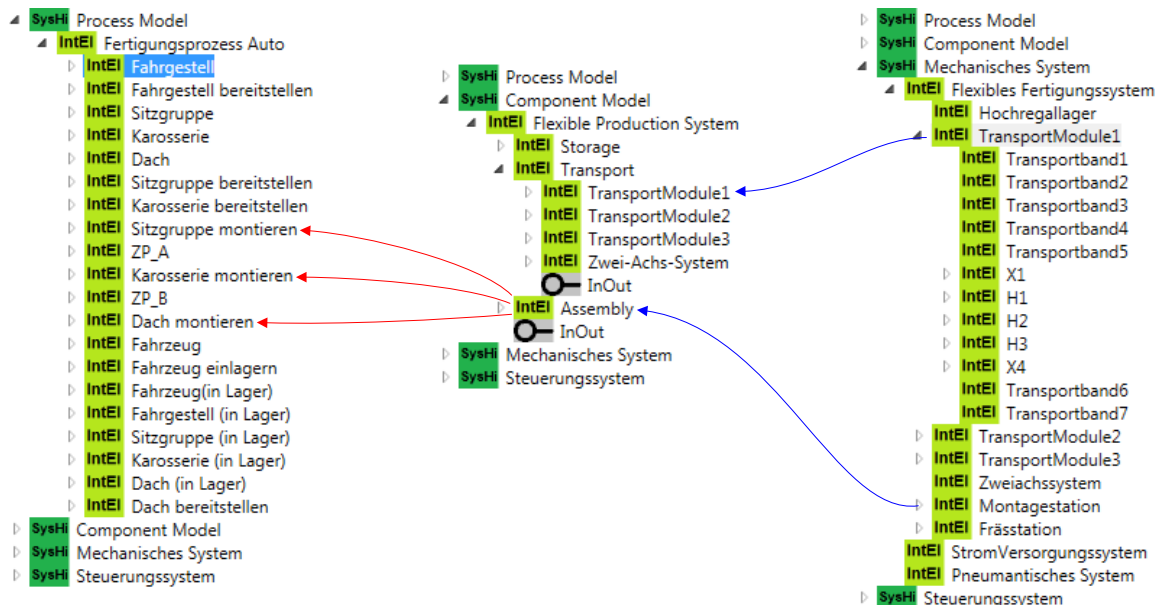 SysHi Process Model
IntEl Fertigungsprozess Auto
IntEl Fahrgestell
IntEl Fahrgestell bereitstellen
IntEl Sitzgruppe
IntEl Karosserie
IntEl Dach
IntEl Sitzgruppe bereitstellen
IntEl Karosserie bereitstellen
IntEl Sitzgruppe montieren
IntEl ZP_A
IntEl Karosserie montieren
IntEl ZP_B
IntEl Dach montieren
IntEl Fahrzeug
IntEl Fahrzeug einlagern
IntEl Fahrzeug(in Lager)
IntEl Fahrgestell (in Lager)
IntEl Sitzgruppe (in Lager)
IntEl Karosserie (in Lager)
IntEl Dach (in Lager)
IntEl Dach bereitstellen
SysHi Component Model
SysHi Mechanisches System
SysHi Steuerungssystem
SysHi Process Model
SysHi Component Model
IntEl Flexible Production System
IntEl Storage
IntEl Transport
IntEl TransportModule1
IntEl TransportModule2
IntEl TransportModule3
IntEl Zwei-Achs-System
InOut
IntEl Assembly
InOut
SysHi Mechanisches System
SysHi Steuerungssystem
SysHi Process Model
SysHi Component Model
SysHi Mechanisches System
IntEl Flexibles Fertigungssystem
IntEl Hochregallager
IntEl TransportModule1
IntEl Transportband1
IntEl Transportband2
IntEl Transportband3
IntEl Transportband4
IntEl Transportband5
IntEl X1
IntEl H1
IntEl H2
IntEl H3
IntEl X4
IntEl Transportband6
IntEl Transportband7
IntEl TransportModule2
IntEl TransportModule3
IntEl Zweiachssystem
IntEl Montagestation
IntEl Frässtation
IntEl StromVersorgungssystem
IntEl Pneumantisches System
SysHi Steuerungssystem